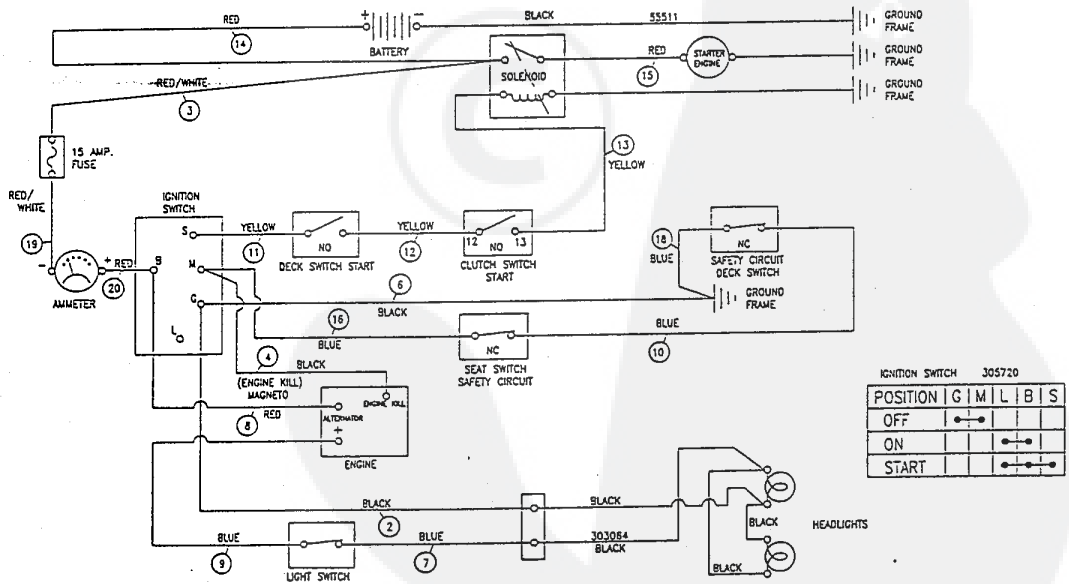 RED
14
+
−
BATTERY
BLACK
55511
GROUND
FRAME
RED/WHITE
3
SOLENOID
RED
15
STARTER
ENGINE
GROUND
FRAME
GROUND
FRAME
15 AMP.
FUSE
13
YELLOW
RED/
WHITE
19
IGNITION
SWITCH
S
YELLOW
11
NO
DECK SWITCH START
YELLOW
12
12
NO
13
CLUTCH SWITCH
START
18
BLUE
NC
SAFETY CIRCUIT
DECK SWITCH
−
+
RED
20
AMMETER
B
M
G
L
6
BLACK
GROUND
FRAME
16
BLUE
NC
SEAT SWITCH
SAFETY CIRCUIT
BLUE
10
4
BLACK
(ENGINE KILL)
MAGNETO
RED
8
ALTERNATOR
ENGINE KILL
+
ENGINE
IGNITION SWITCH 305720
POSITION G M L B S
OFF
ON
START
BLACK
2
BLACK
BLUE
9
LIGHT SWITCH
BLUE
7
303064
BLACK
BLACK
BLACK
HEADLIGHTS